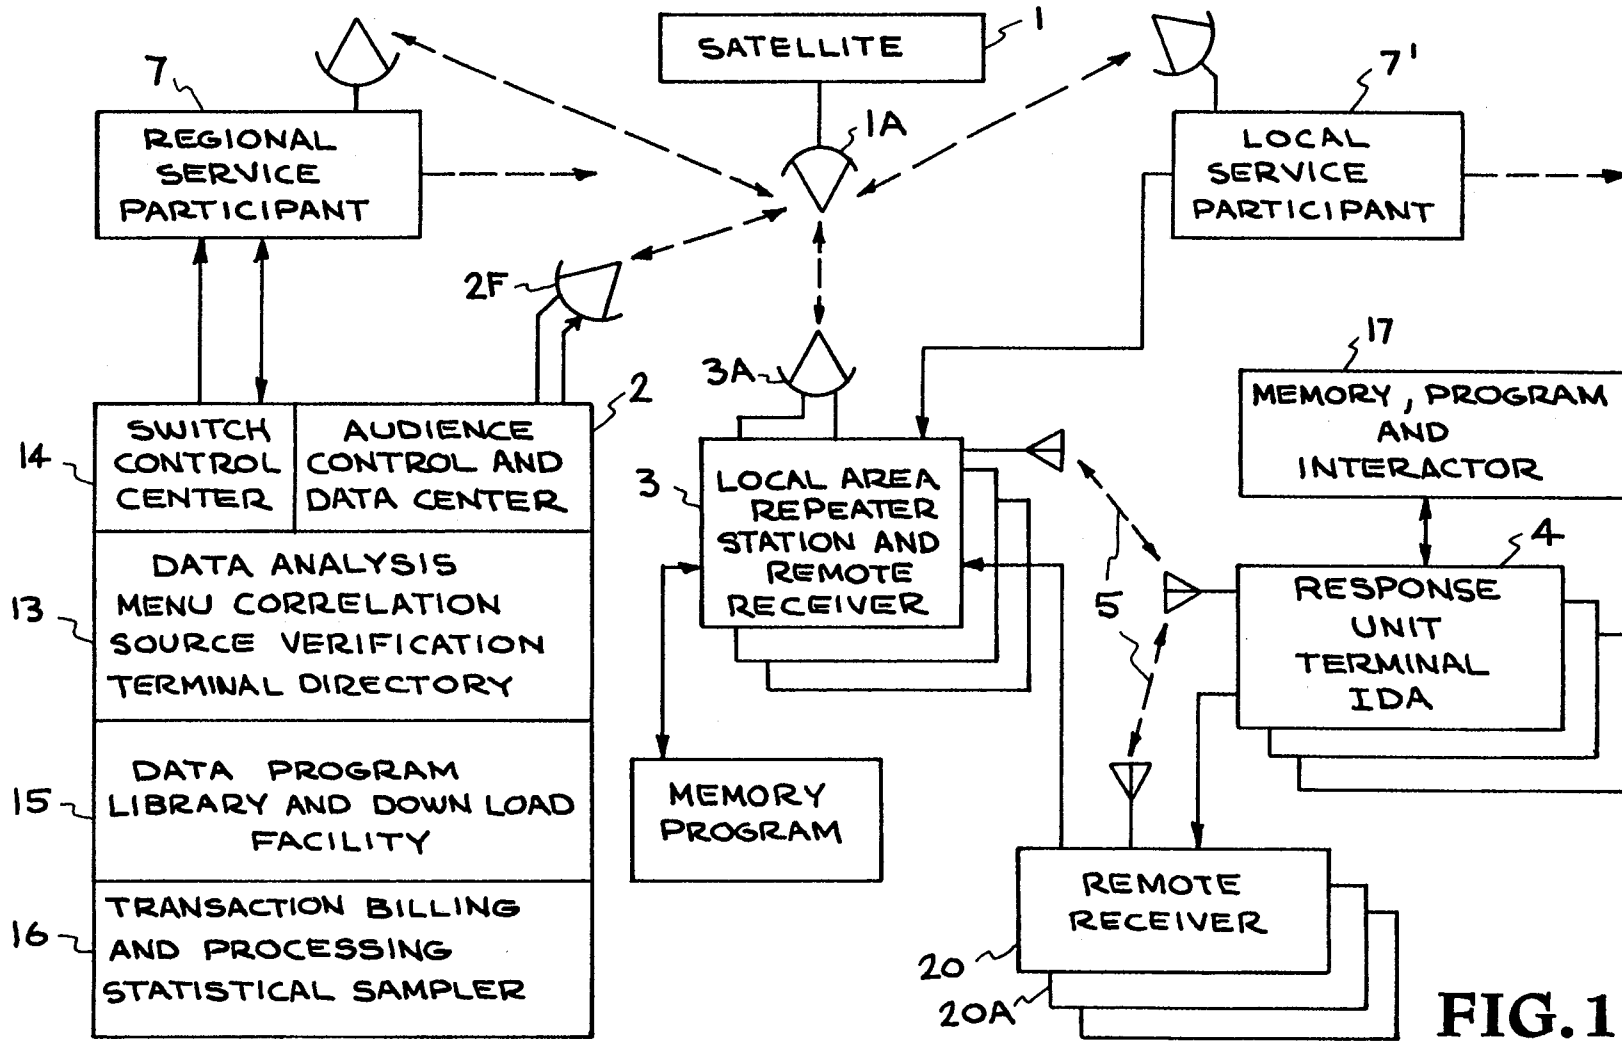 SATELLITE
1
1A
7
REGIONAL
SERVICE
PARTICIPANT
7'
LOCAL
SERVICE
PARTICIPANT
2F
3A
2
14
SWITCH
CONTROL
CENTER
AUDIENCE
CONTROL AND
DATA CENTER
13
DATA ANALYSIS
MENU CORRELATION
SOURCE VERIFICATION
TERMINAL DIRECTORY
15
DATA PROGRAM
LIBRARY AND DOWN LOAD
FACILITY
16
TRANSACTION BILLING
AND PROCESSING
STATISTICAL SAMPLER
3
LOCAL AREA
REPEATER
STATION AND
REMOTE
RECEIVER
MEMORY
PROGRAM
17
MEMORY, PROGRAM
AND
INTERACTOR
4
RESPONSE
UNIT
TERMINAL
IDA
5
REMOTE
RECEIVER
20
20A
FIG. 1